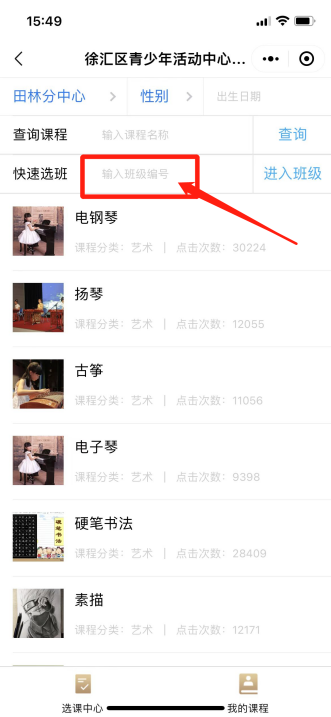 15:49
徐汇区青少年活动中心...
田林分中心
性别
出生日期
查询课程
输入课程名称
查询
快速选班
输入班级编号
进入班级
电钢琴
课程分类：艺术 | 点击次数：30224
扬琴
课程分类：艺术 | 点击次数：12055
古筝
课程分类：艺术 | 点击次数：11056
电子琴
课程分类：艺术 | 点击次数：9398
硬笔书法
硬笔书法
课程分类：艺术 | 点击次数：28409
素描
课程分类：艺术 | 点击次数：12171
选课中心
我的课程